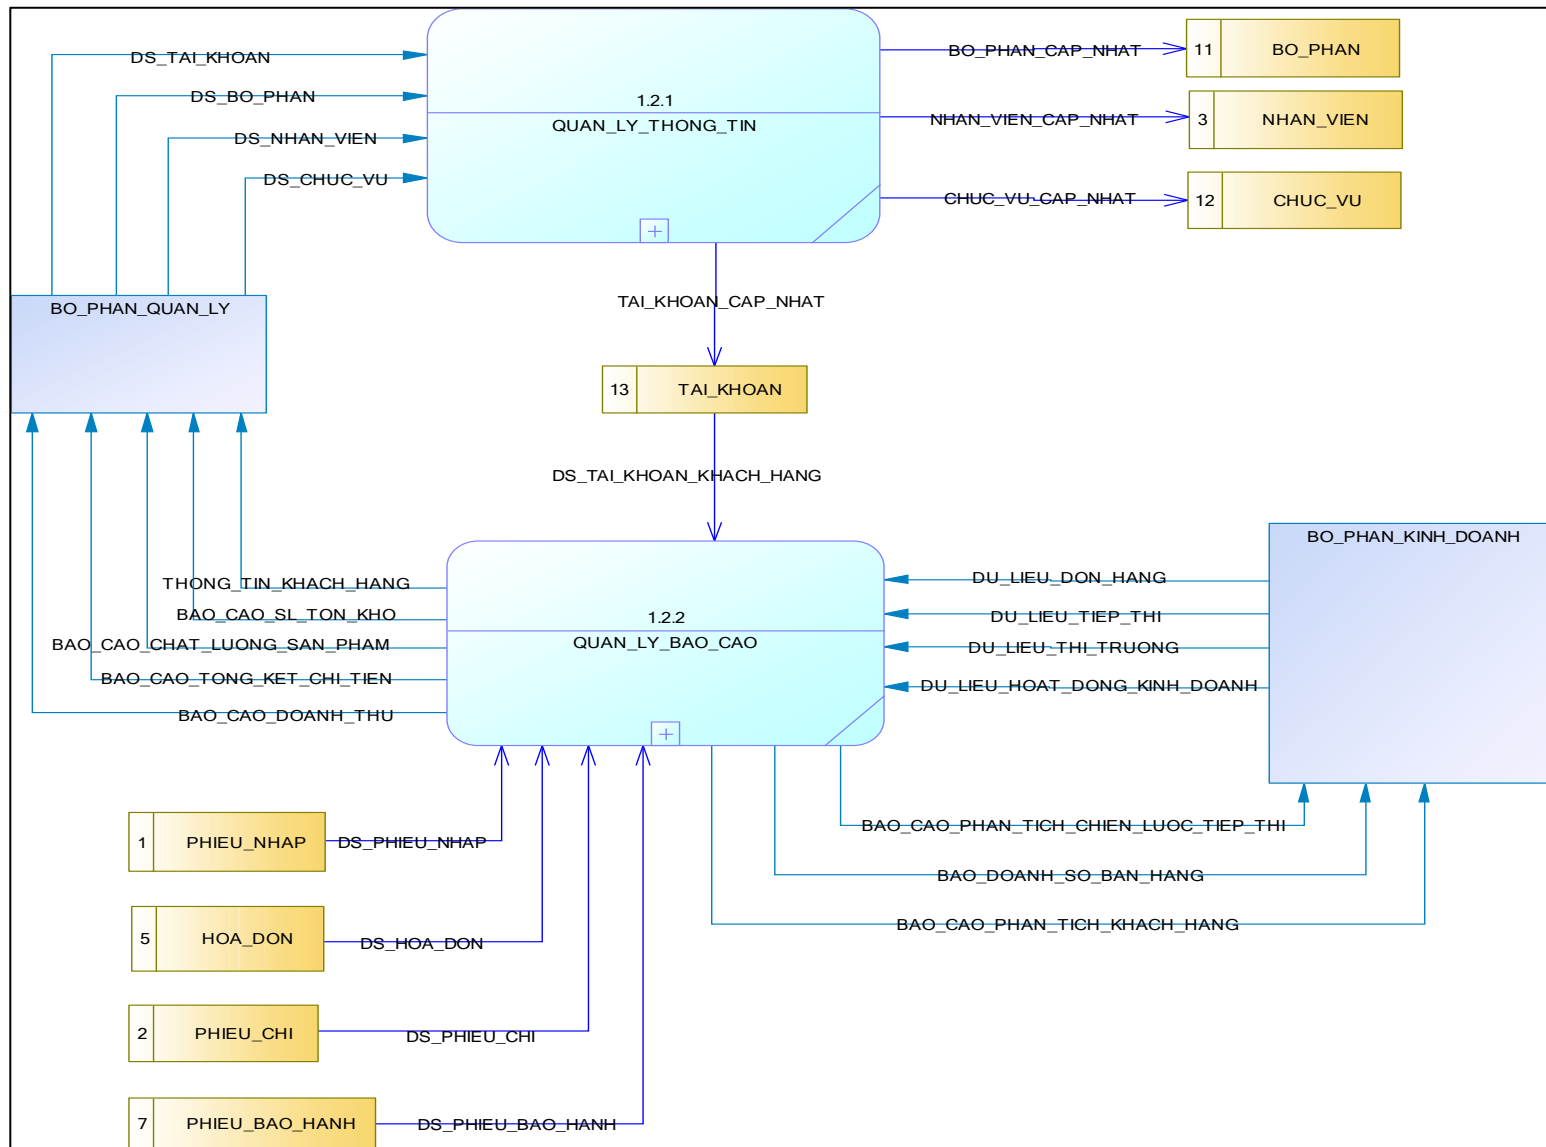 DS_TAI_KHOAN
DS_BO_PHAN
DS_NHAN_VIEN
DS_CHUC_VU
1.2.1
QUAN_LY_THONG_TIN
BO_PHAN_CAP_NHAT
11 BO_PHAN
NHAN_VIEN_CAP_NHAT
3 NHAN_VIEN
CHUC_VU_CAP_NHAT
12 CHUC_VU
BO_PHAN_QUAN_LY
TAI_KHOAN_CAP_NHAT
13 TAI_KHOAN
DS_TAI_KHOAN_KHACH_HANG
BO_PHAN_KINH_DOANH
THONG_TIN_KHACH_HANG
BAO_CAO_SL_TON_KHO
BAO_CAO_CHAT_LUONG_SAN_PHAM
BAO_CAO_TONG_KET_CHI_TIEN
BAO_CAO_DOANH_THU
1.2.2
QUAN_LY_BAO_CAO
DU_LIEU_DON_HANG
DU_LIEU_TIEP_THI
DU_LIEU_THI_TRUONG
DU_LIEU_HOAT_DONG_KINH_DOANH
1 PHIEU_NHAP
DS_PHIEU_NHAP
BAO_CAO_PHAN_TICH_CHIEN_LUOC_TIEP_THI
BAO_DOANH_SO_BAN_HANG
BAO_CAO_PHAN_TICH_KHACH_HANG
5 HOA_DON
DS_HOA_DON
2 PHIEU_CHI
DS_PHIEU_CHI
7 PHIEU_BAO_HANH
DS_PHIEU_BAO_HANH